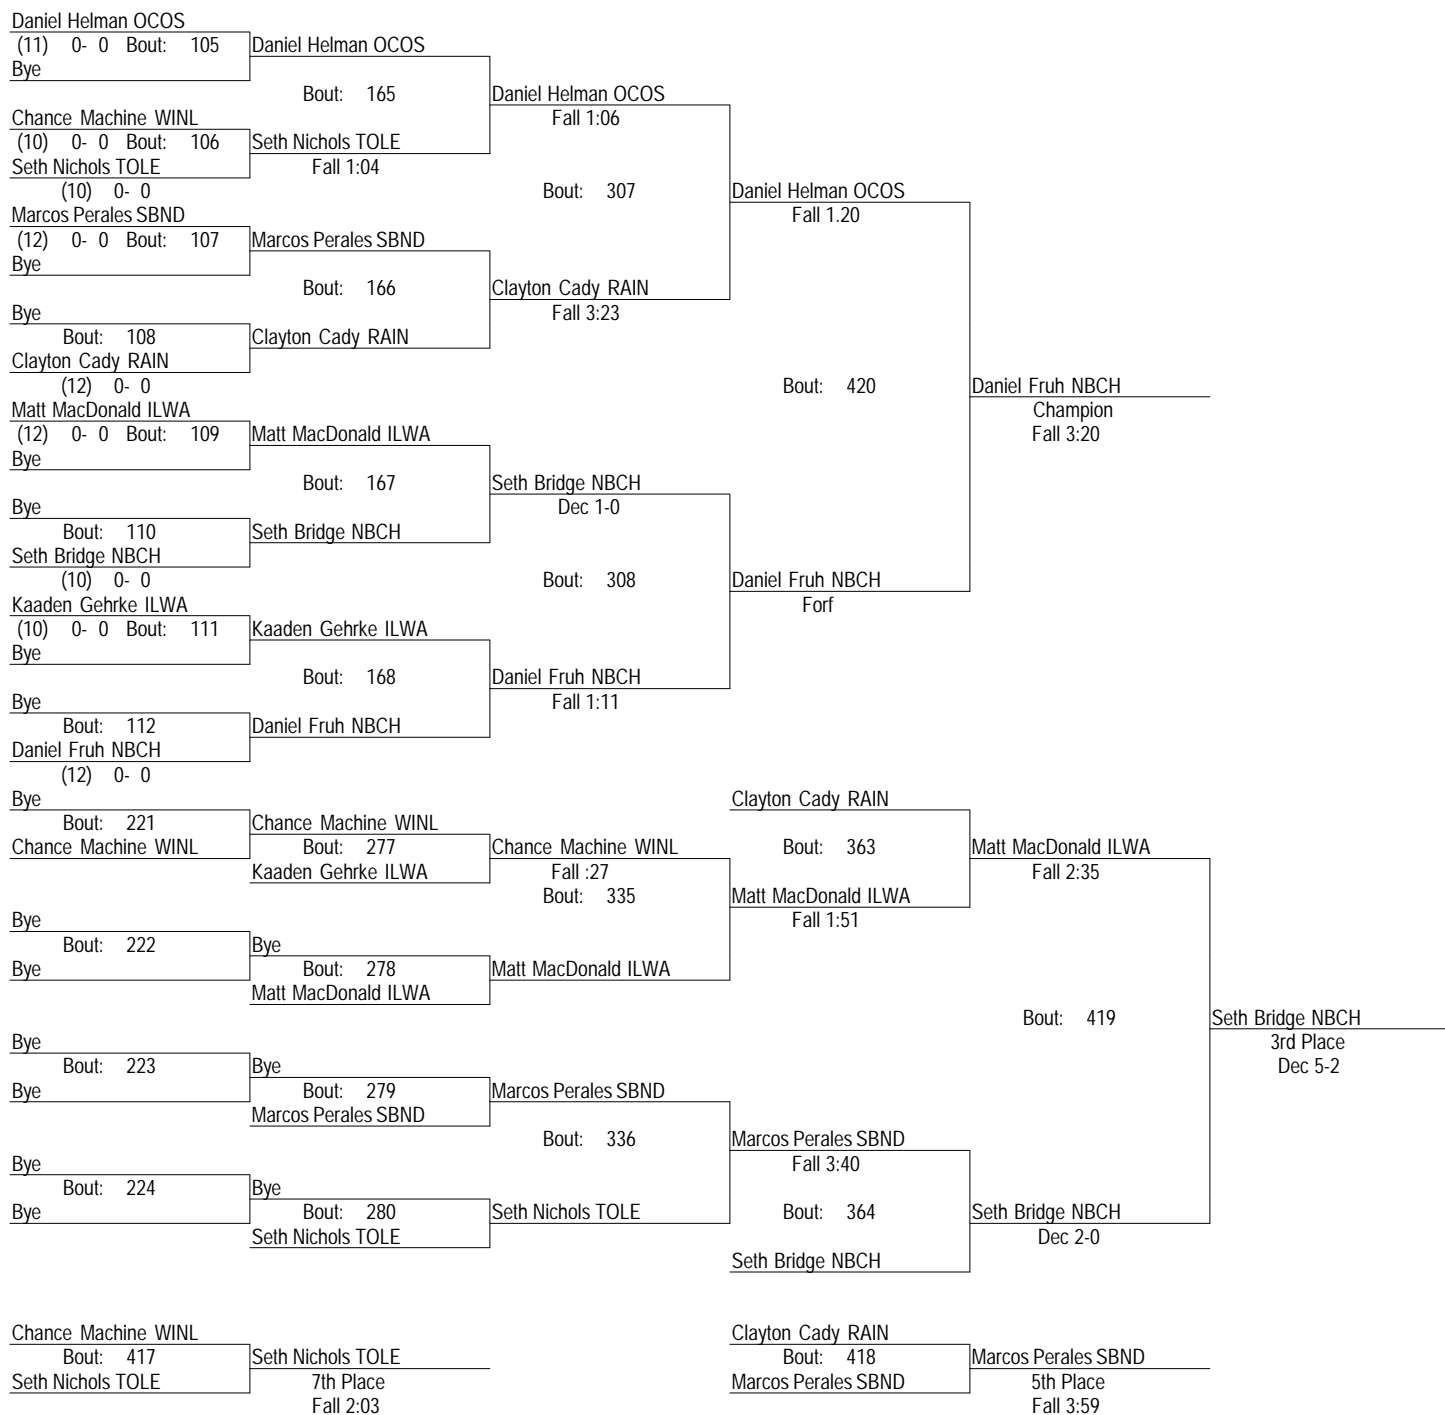 Daniel Helman OCOS
(11) 0- 0 Bout: 105 Daniel Helman OCOS
Bye
Bout: 165 Daniel Helman OCOS
Chance Machine WINL Fall 1:06
(10) 0- 0 Bout: 106 Seth Nichols TOLE
Seth Nichols TOLE Fall 1:04
(10) 0- 0 Bout: 307 Daniel Helman OCOS
Marcos Perales SBND Fall 1.20
(12) 0- 0 Bout: 107 Marcos Perales SBND
Bye
Bout: 166 Clayton Cady RAIN
Bye Fall 3:23
Bout: 108 Clayton Cady RAIN
Clayton Cady RAIN
(12) 0- 0 Bout: 420 Daniel Fruh NBCH
Matt MacDonald ILWA Champion
(12) 0- 0 Bout: 109 Matt MacDonald ILWA Fall 3:20
Bye
Bout: 167 Seth Bridge NBCH
Bye Dec 1-0
Bout: 110 Seth Bridge NBCH
Seth Bridge NBCH
(10) 0- 0 Bout: 308 Daniel Fruh NBCH
Kaaden Gehrke ILWA Forf
(10) 0- 0 Bout: 111 Kaaden Gehrke ILWA
Bye
Bout: 168 Daniel Fruh NBCH
Bye Fall 1:11
Bout: 112 Daniel Fruh NBCH
Daniel Fruh NBCH
(12) 0- 0
Bye Clayton Cady RAIN
Bout: 221 Chance Machine WINL
Chance Machine WINL Bout: 277 Chance Machine WINL Bout: 363 Matt MacDonald ILWA
Kaaden Gehrke ILWA Fall :27 Fall 2:35
Bout: 335 Matt MacDonald ILWA
Bye Fall 1:51
Bout: 222 Bye
Bye Bout: 278 Matt MacDonald ILWA
Matt MacDonald ILWA
Bout: 419 Seth Bridge NBCH
Bye 3rd Place
Bout: 223 Bye Dec 5-2
Bye Bout: 279 Marcos Perales SBND
Marcos Perales SBND
Bout: 336 Marcos Perales SBND
Bye Fall 3:40
Bout: 224 Bye
Bye Bout: 280 Seth Nichols TOLE Bout: 364 Seth Bridge NBCH
Seth Nichols TOLE Dec 2-0
Seth Bridge NBCH
Chance Machine WINL Clayton Cady RAIN
Bout: 417 Seth Nichols TOLE Bout: 418 Marcos Perales SBND
Seth Nichols TOLE 7th Place Marcos Perales SBND 5th Place
Fall 2:03 Fall 3:59